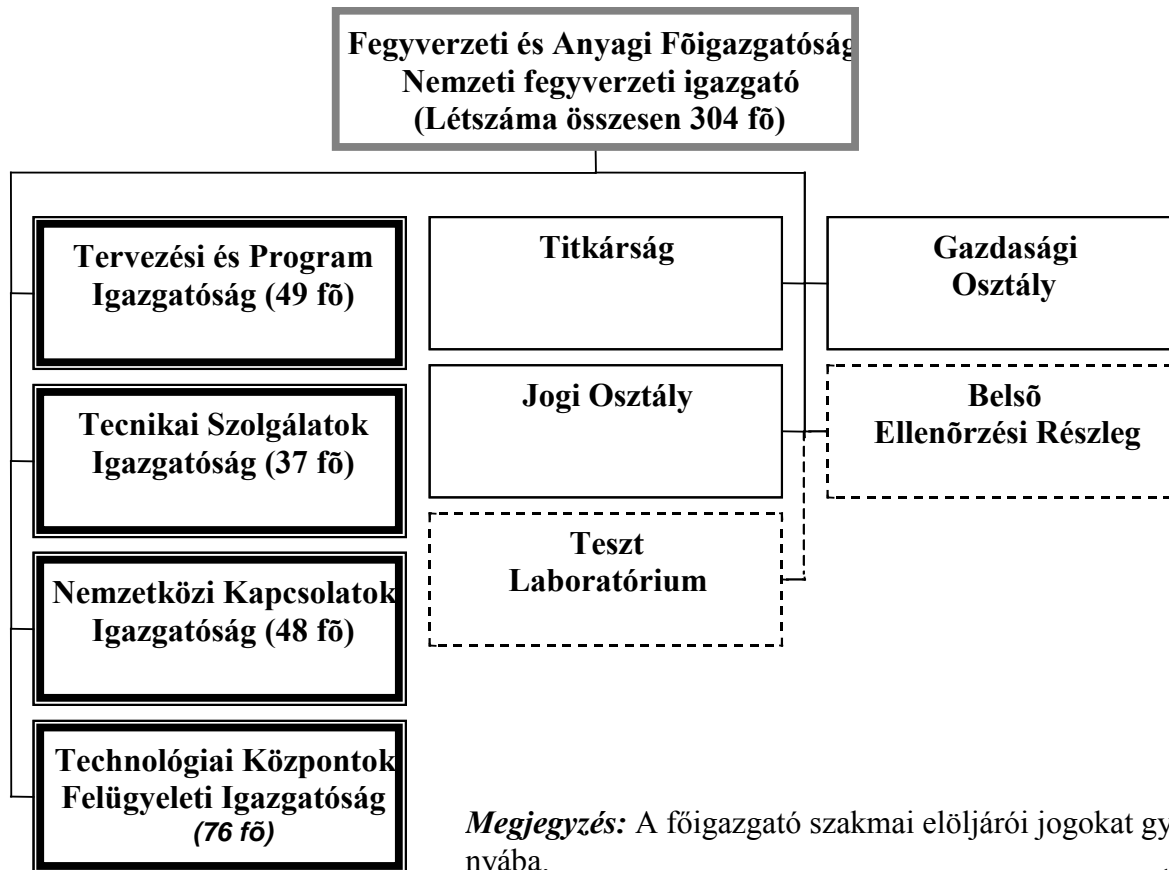 Fegyverzeti és Anyagi Fõigazgatóság
Nemzeti fegyverzeti igazgató
(Létszáma összesen 304 fõ)
Tervezési és Program
Igazgatóság (49 fõ)
Titkárság
Gazdasági
Osztály
Tecnikai Szolgálatok
Igazgatóság (37 fõ)
Jogi Osztály
Belsõ
Ellenõrzési Részleg
Nemzetközi Kapcsolatok
Igazgatóság (48 fõ)
Teszt
Laboratórium
Technológiai Központok
Felügyeleti Igazgatóság
(76 fõ)
Megjegyzés: A főigazgató szakmai elöljárói jogokat gy
nyába.